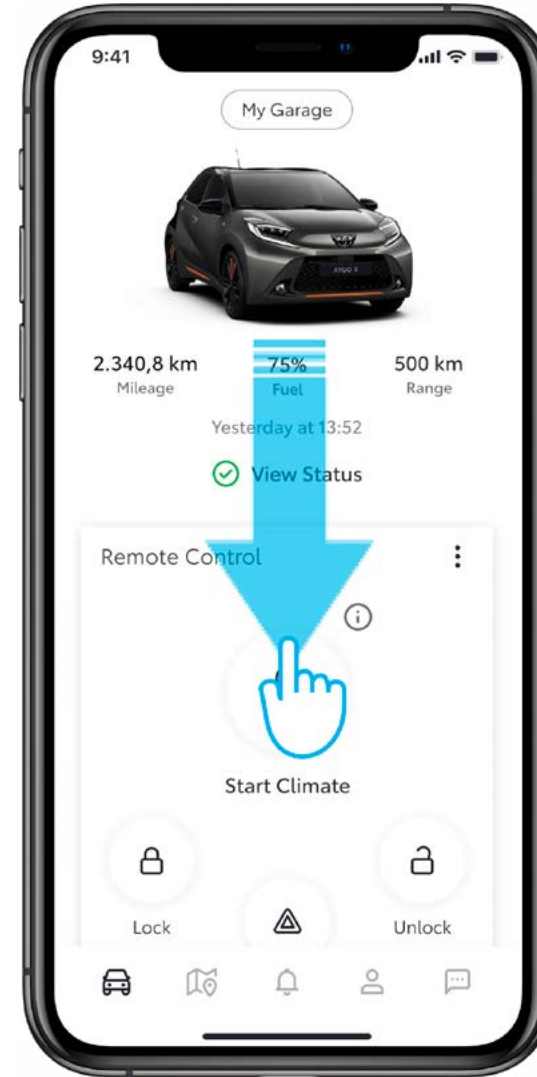 9:41
My Garage
AYGO X
2.340,8 km 75% 500 km
Mileage Fuel Range
Yesterday at 13:52
View Status
Remote Control
Start Climate
Lock Unlock